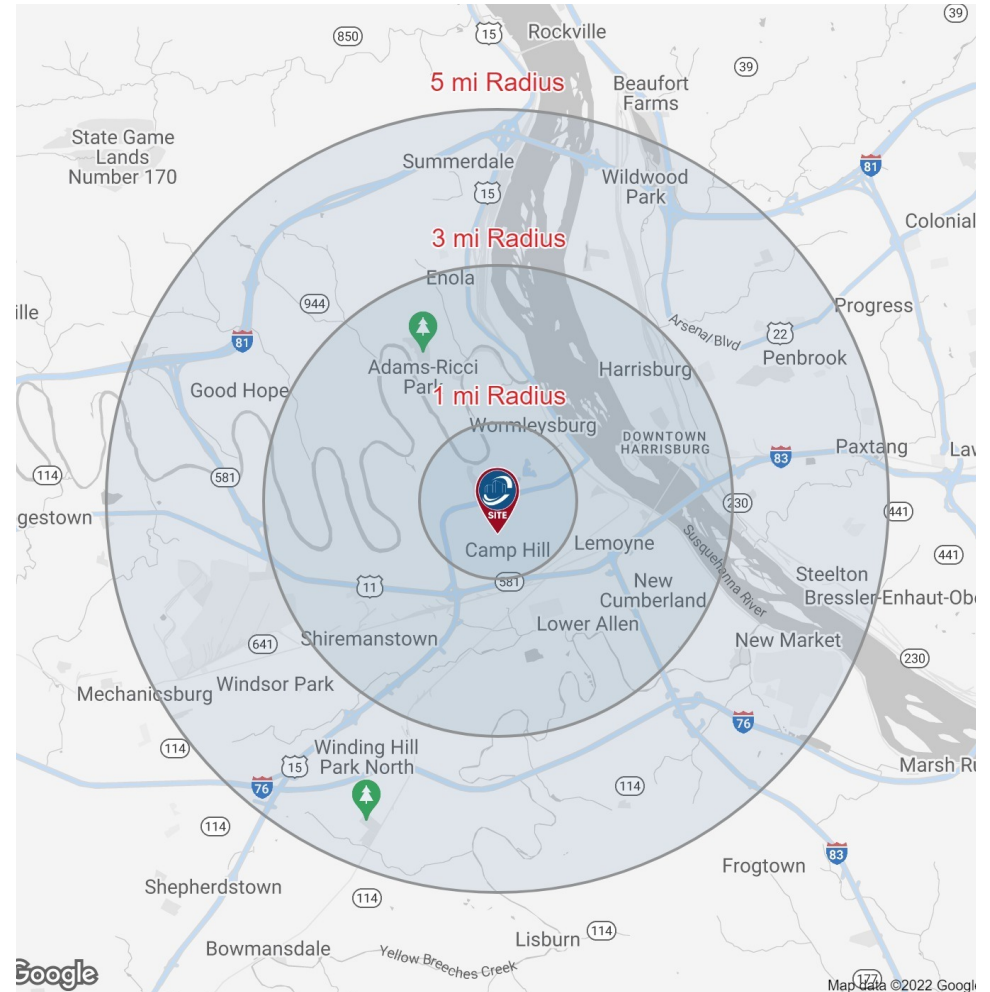 39
850
15
Rockville
39
5 mi Radius
Beaufort
Farms
State Game
Lands
Number 170
Summerdale
81
Wildwood
Park
15
Colonial
3 mi Radius
Enola
944
ille
Progress
Arsenal Blvd
22
81
Penbrook
Adams-Ricci
Park
Harrisburg
Good Hope
1 mi Radius
Wormleysburg
DOWNTOWN
HARRISBURG
Paxtang
83
Law
114
581
SITE
230
441
gestown
Camp Hill
Lemoyne
Susquehanna River
441
581
11
New
Cumberland
Steelton
Bressler-Enhaut-Obe
Lower Allen
Shiremanstown
New Market
641
230
Mechanicsburg
Windsor Park
76
114
Winding Hill
Park North
15
Marsh Ru
76
114
114
83
Frogtown
Shepherdstown
114
Lisburn
114
Bowmansdale
Yellow Breeches Creek
Google
177
Map data ©2022 Google